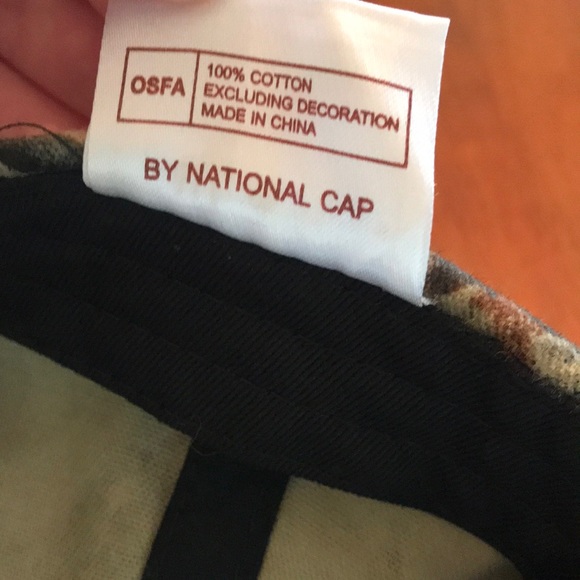 OSFA
100% COTTON
EXCLUDING DECORATION
MADE IN CHINA
BY NATIONAL CAP